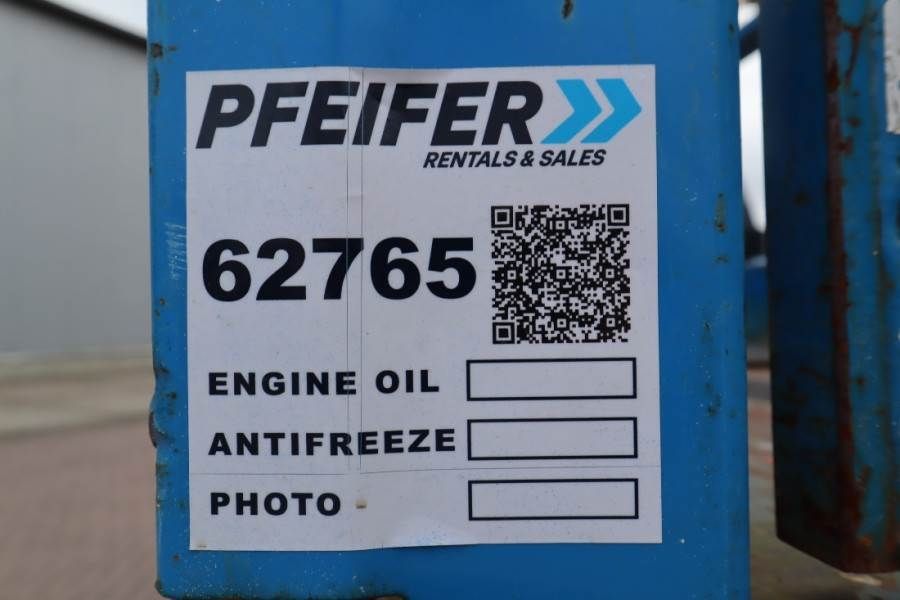 PFEIFER
RENTALS & SALES
62765
ENGINE OIL
ANTIFREEZE
PHOTO